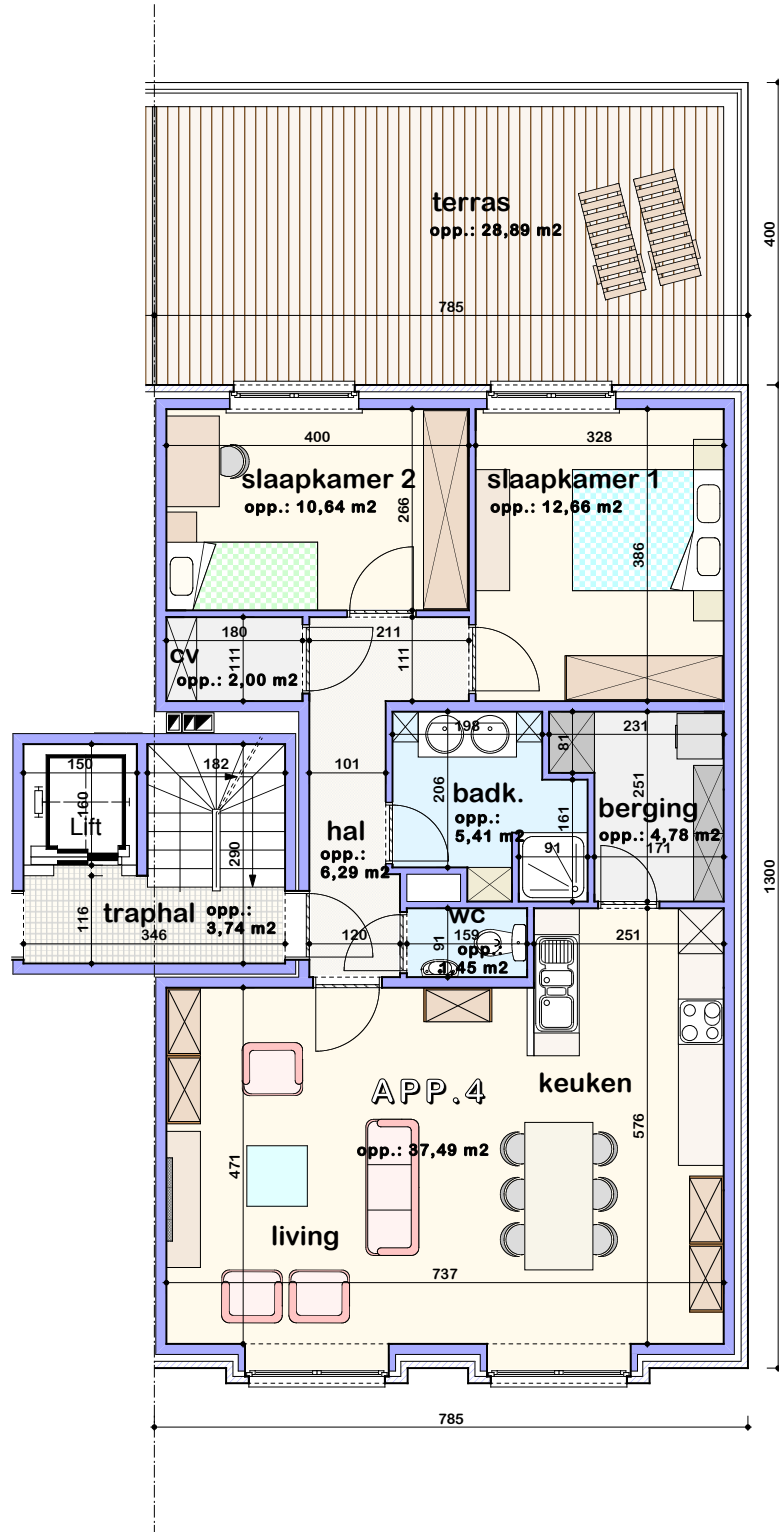 terras
opp.: 28,89 m2
400
785
400
328
slaapkamer 2
opp.: 10,64 m2
266
slaapkamer 1
opp.: 12,66 m2
386
180
211
CV
111
opp.: 2,00 m2
111
198
231
81
150
182
101
206
251
160
Lift
badk.
opp.:
5,41 m2
161
berging
opp.: 4,78 m2
hal
opp.:
6,29 m2
290
91
171
1300
116
traphal
opp.:
3,74 m2
346
120
WC
159
91
opp.:
1,45 m2
251
keuken
APP.4
576
opp.: 37,49 m2
471
living
737
785